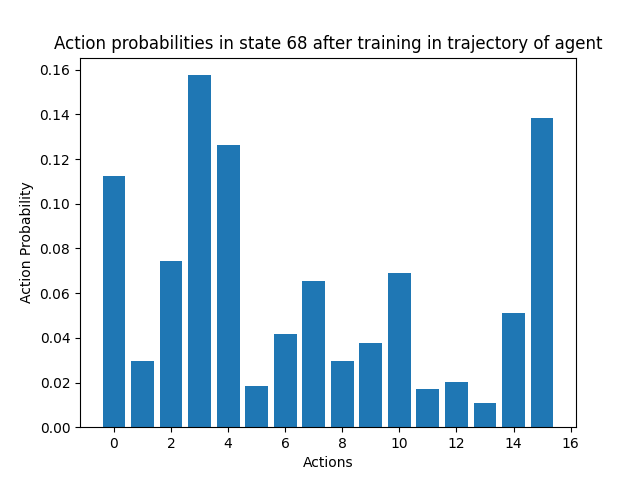 Action probabilities in state 68 after training in trajectory of agent
Action Probability
0.16
0.14
0.12
0.10
0.08
0.06
0.04
0.02
0.00
0 2 4 6 8 10 12 14 16
Actions